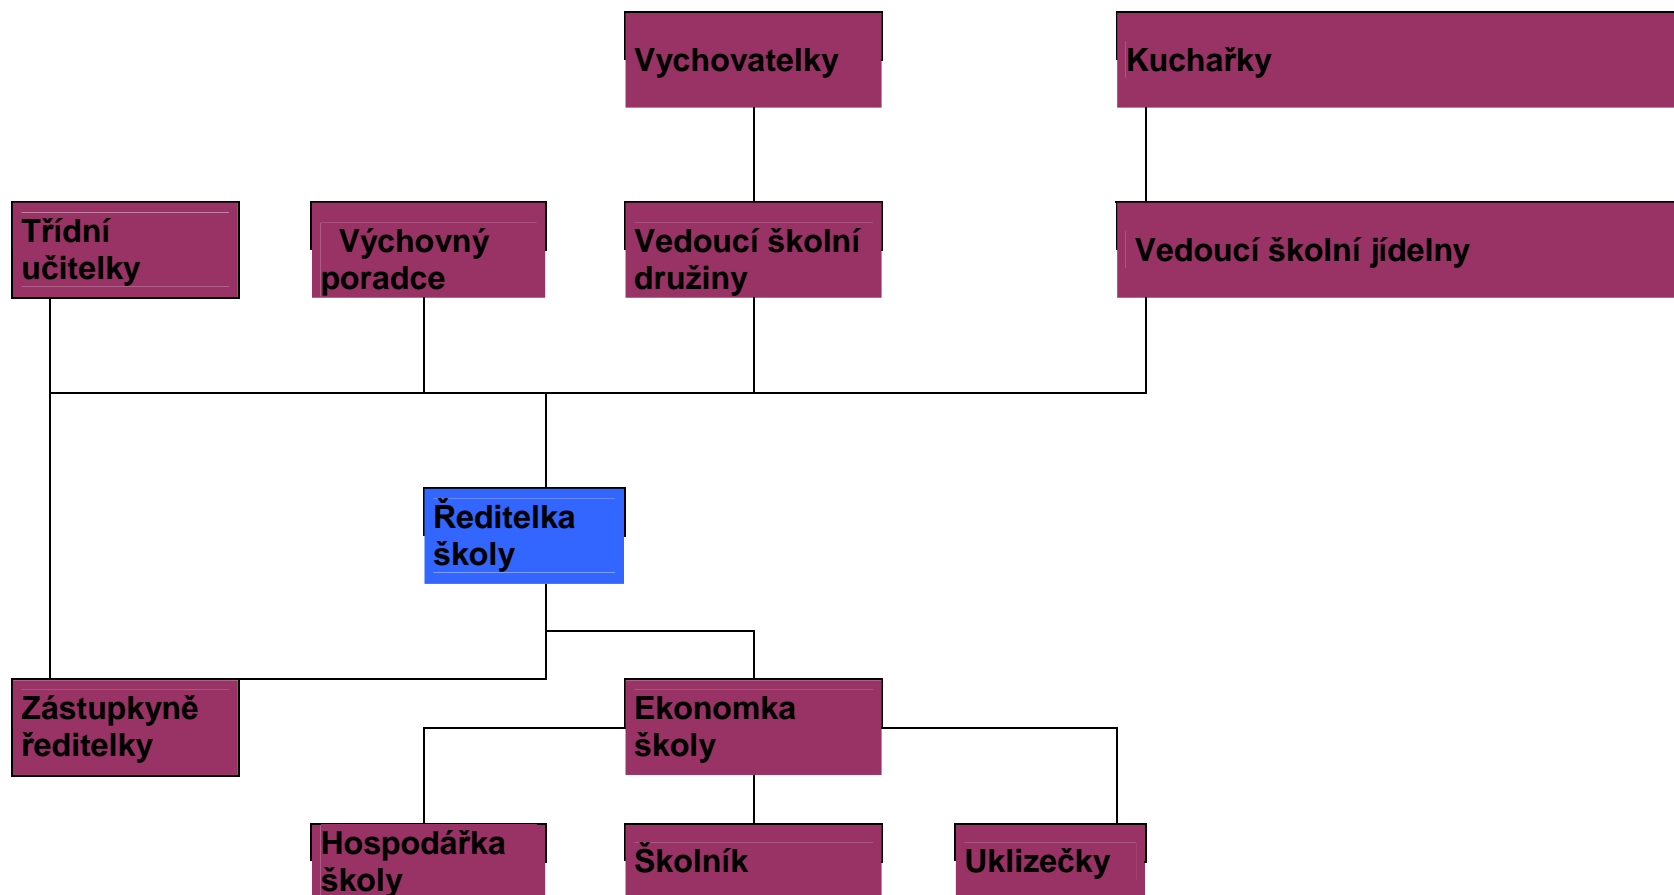 Vychovatelky
Kuchařky
Třídní
učitelky
Výchovný
poradce
Vedoucí školní
družiny
Vedoucí školní jídelny
Ředitelka
školy
Zástupkyně
ředitelky
Ekonomka
školy
Hospodářka
školy
Školník
Uklizečky